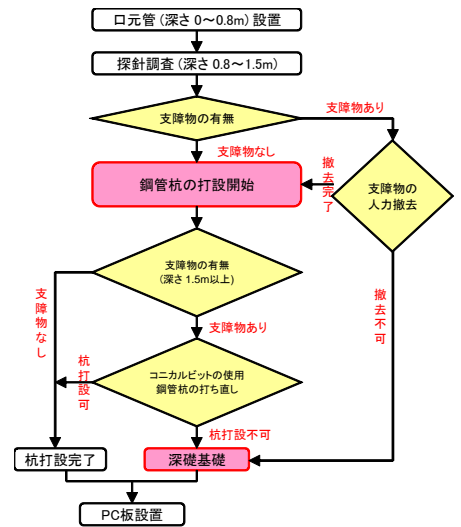 口元管（深さ0～0.8m）設置
探針調査（深さ0.8～1.5m）
支障物の有無
支障物あり
支障物なし
鋼管杭の打設開始
撤去完了
支障物の
人力撤去
支障物の有無
（深さ1.5m以上）
支障物なし
撤去不可
支障物あり
コニカルビットの使用
鋼管杭の打ち直し
杭打設可
杭打設不可
杭打設完了
深礎基礎
PC板設置